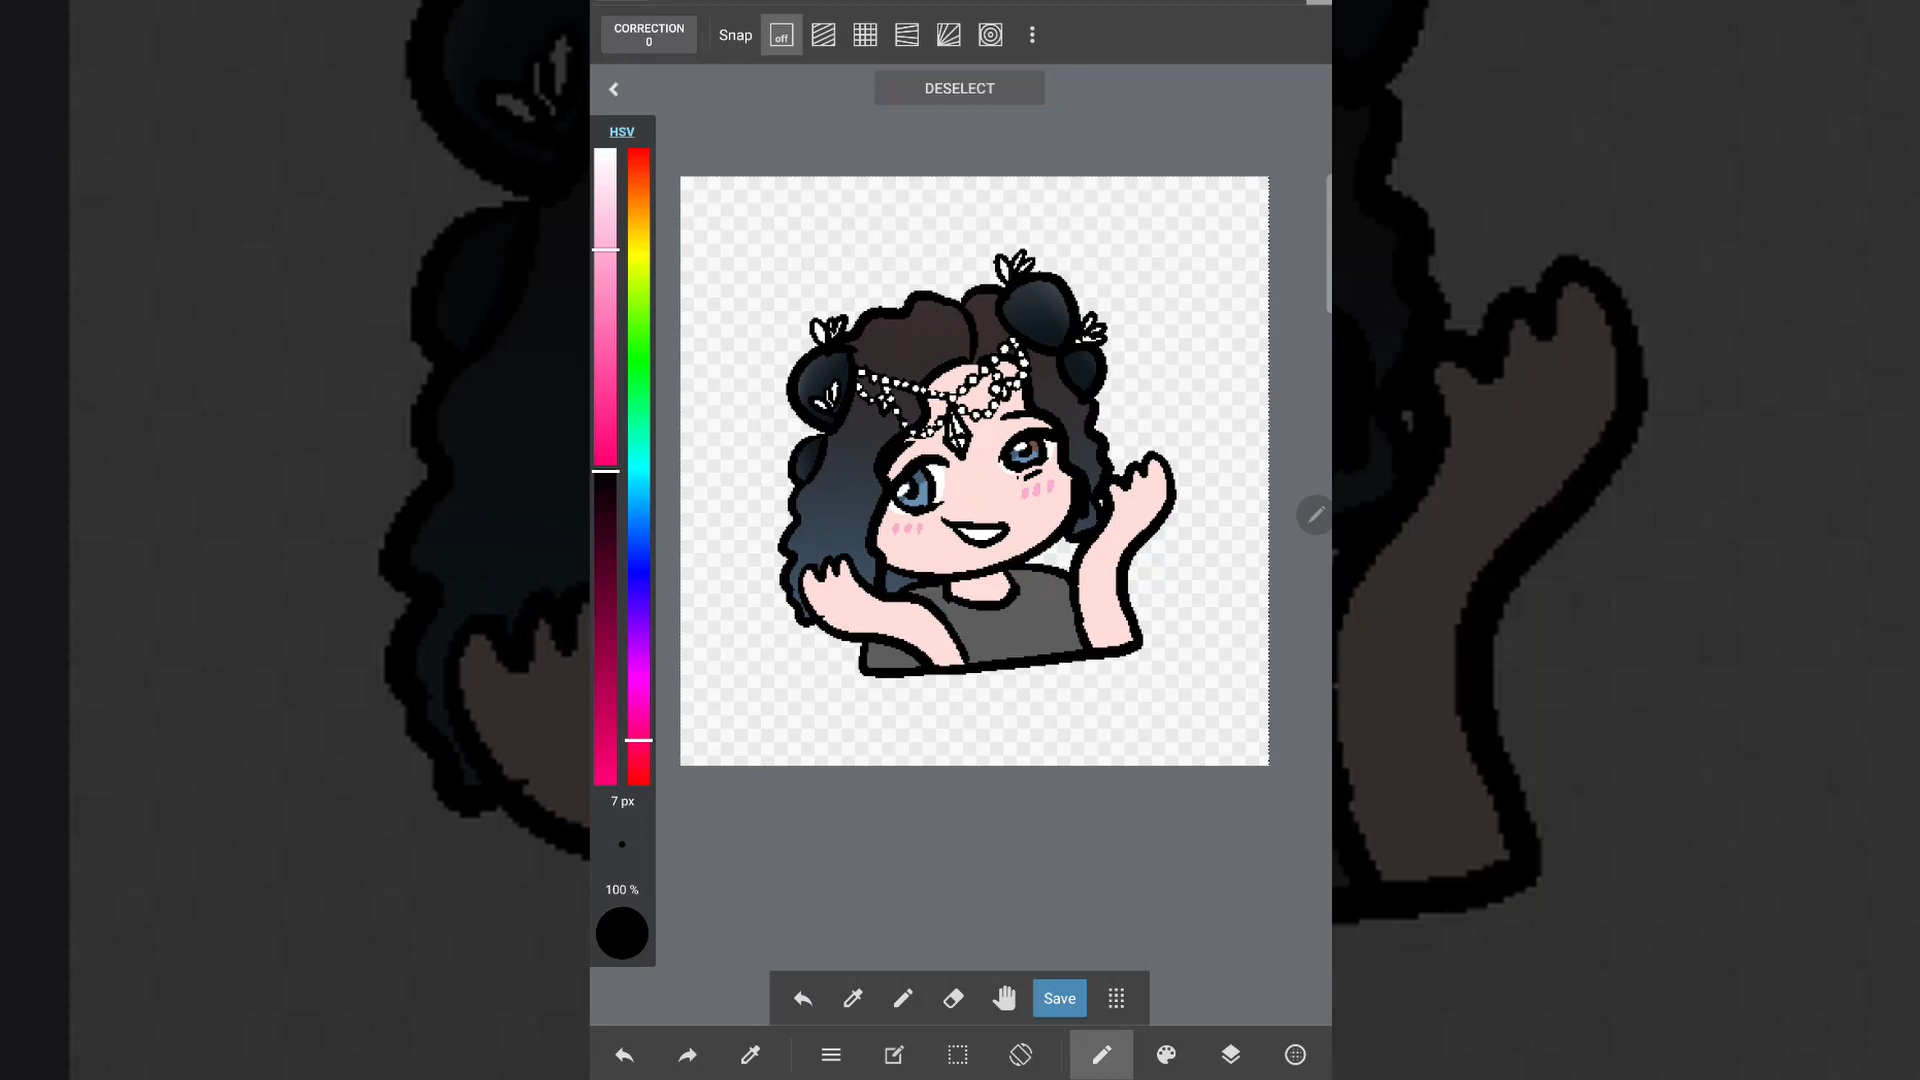 CORRECTION
0
Snap
off
DESELECT
HSV
7 px
100 %
Save